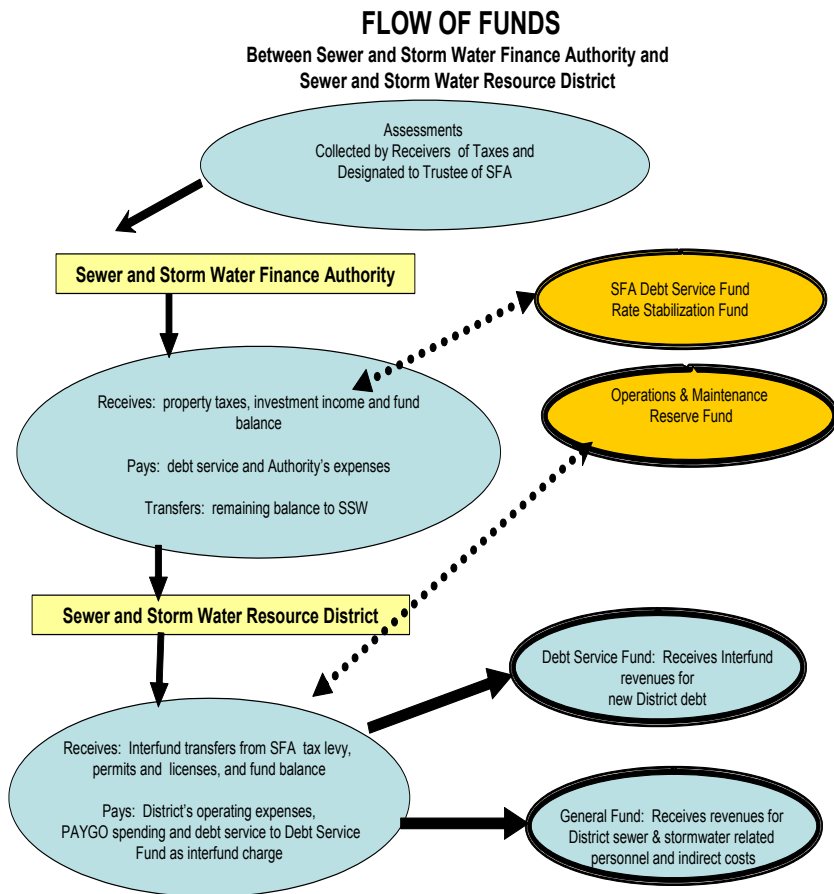 FLOW OF FUNDS
Between Sewer and Storm Water Finance Authority and
Sewer and Storm Water Resource District
Assessments
Collected by Receivers of Taxes and
Designated to Trustee of SFA
Sewer and Storm Water Finance Authority
SFA Debt Service Fund
Rate Stabilization Fund
Receives: property taxes, investment income and fund
balance
Pays: debt service and Authority's expenses
Transfers: remaining balance to SSW
Operations & Maintenance
Reserve Fund
Sewer and Storm Water Resource District
Debt Service Fund: Receives Interfund
revenues for
new District debt
Receives: Interfund transfers from SFA tax levy,
permits and licenses, and fund balance
Pays: District's operating expenses,
PAYGO spending and debt service to Debt Service
Fund as interfund charge
General Fund: Receives revenues for
District sewer & stormwater related
personnel and indirect costs